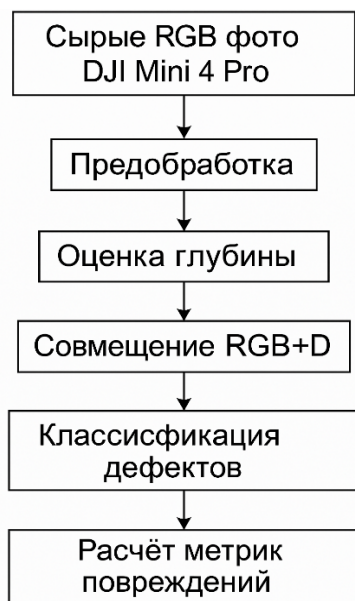 Сырые RGB фото
DJI Mini 4 Pro
Предобработка
Оценка глубины
Совмещение RGB+D
Классисфикация
дефектов
Расчёт метрик
повреждений